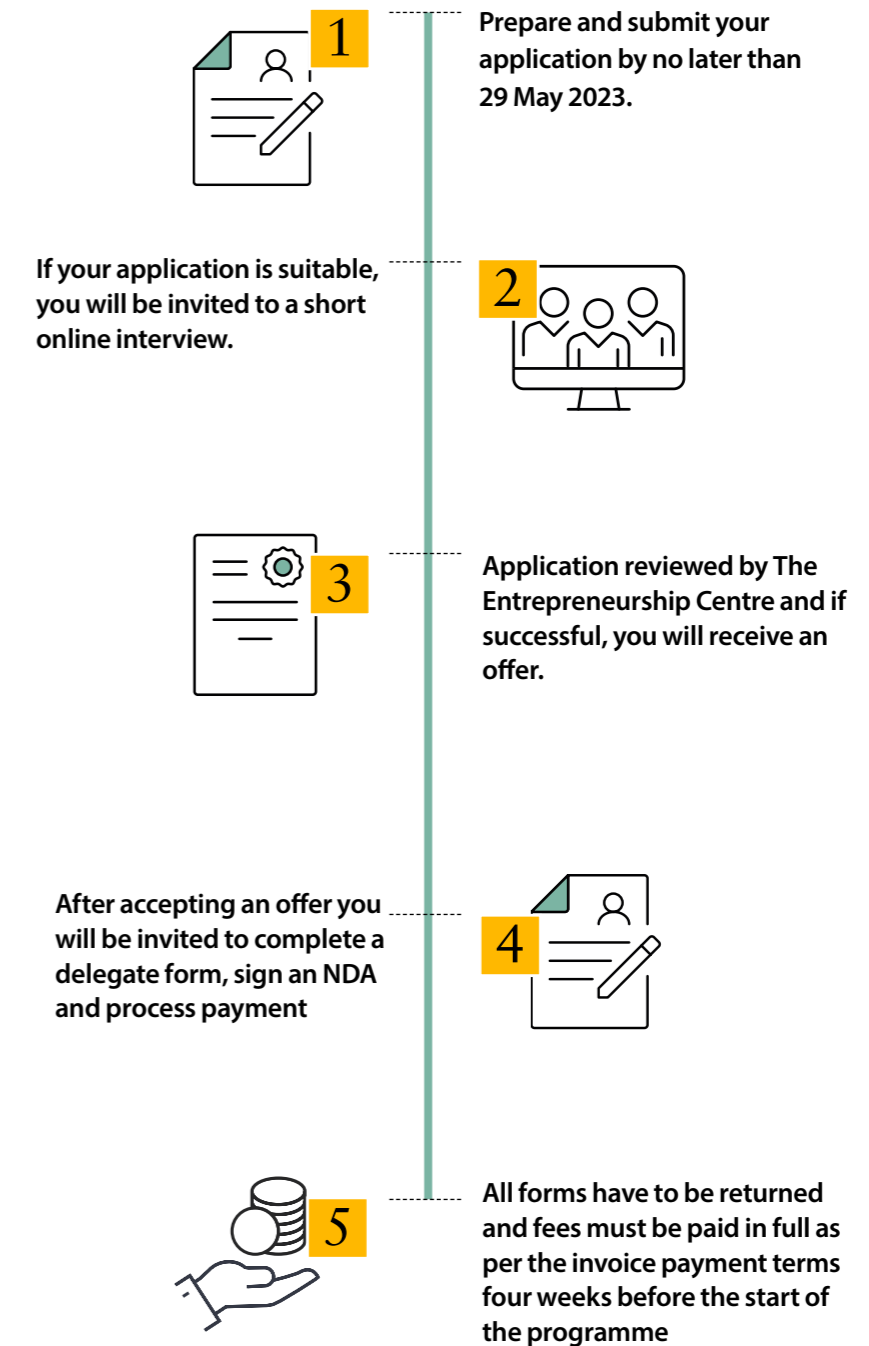 1
Prepare and submit your
application by no later than
29 May 2023.
If your application is suitable,
you will be invited to a short
online interview.
2
3
Application reviewed by The
Entrepreneurship Centre and if
successful, you will receive an
offer.
After accepting an offer you
will be invited to complete a
delegate form, sign an NDA
and process payment
4
5
All forms have to be returned
and fees must be paid in full as
per the invoice payment terms
four weeks before the start of
the programme